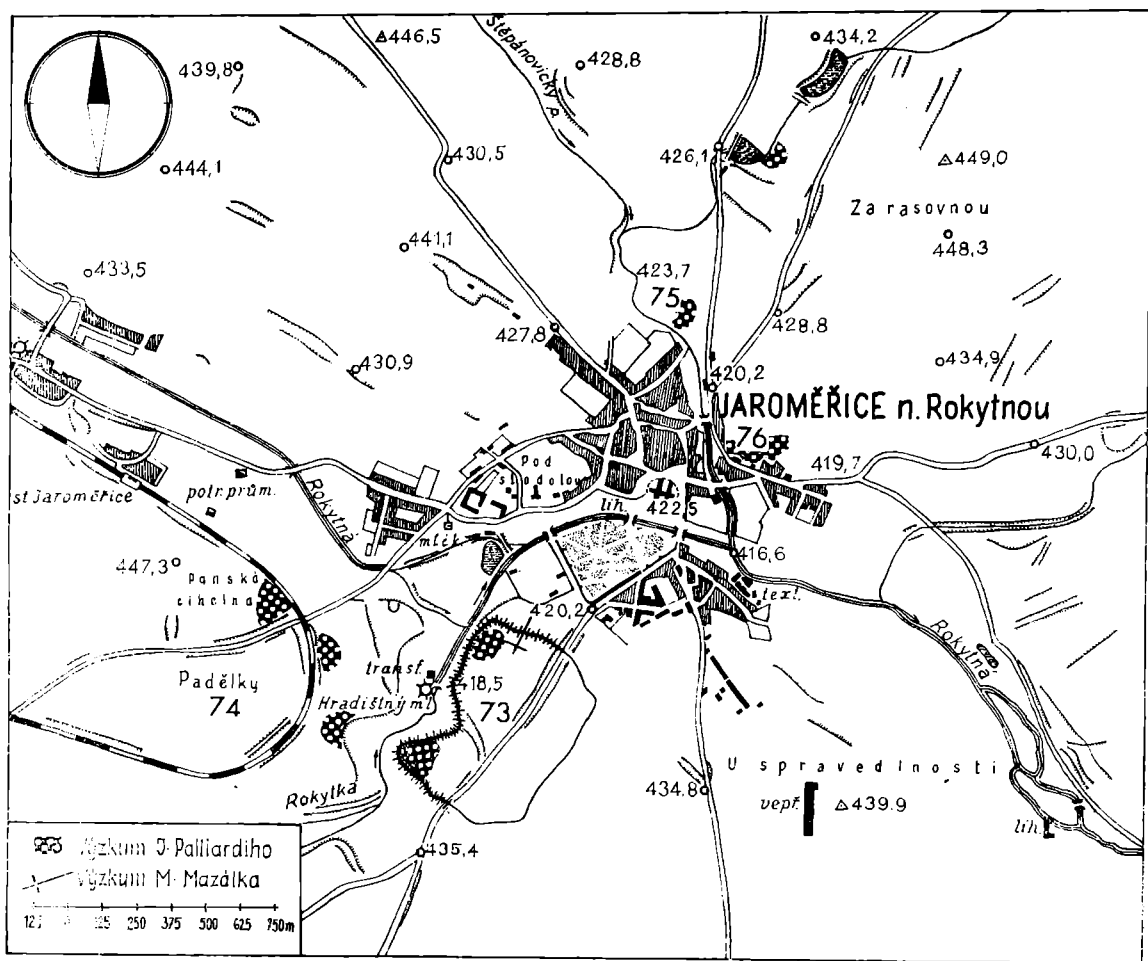 446,5
434,2
439,8
428,8
Štěpánovický p.
444,1
430,5
426,1
449,0
Za rasovnou
441,1
448,3
433,5
423,7
75
427,8
428,8
430,9
434,9
420,2
JAROMĚŘICE n. Rokytnou
76
419,7
430,0
Pod
stodolou
st Jaroměřice
potr. prům.
Rokytná
lih.
422,5
mlék.
416,6
447,3
Panská
cihelna
420,2
text.
Rokytná
transf.
Padělky
74
Hradištný ml.
18,5
73
U spravedlnosti
Rokytka
434.8
vepř.
439.9
lih.
435,4
Výzkum J. Palliardiho
Výzkum M. Mazálka
125 250 375 500 625 750m